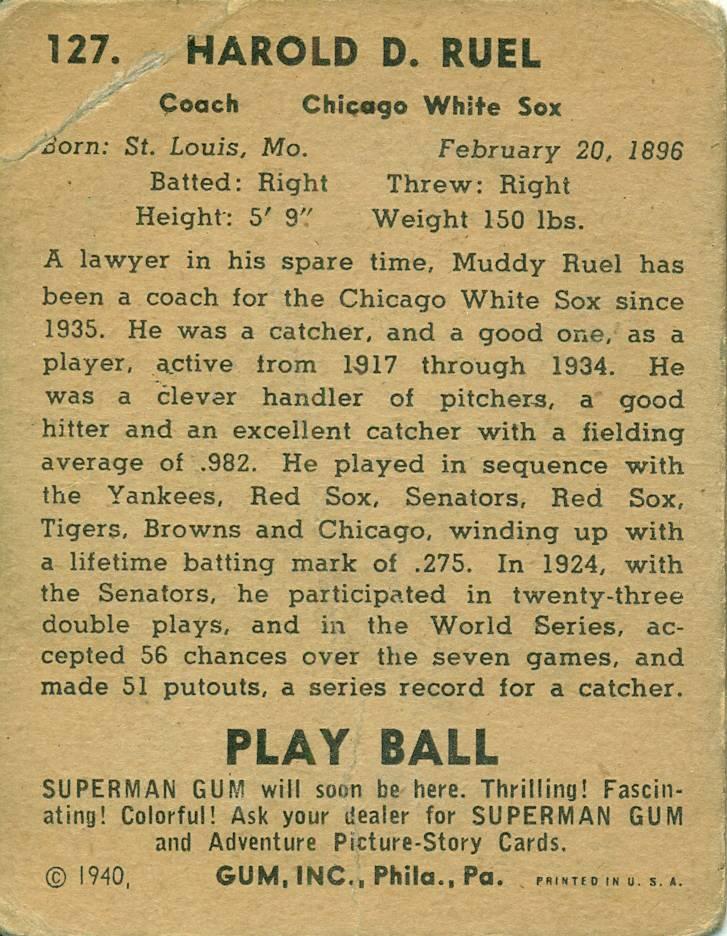 127. HAROLD D. RUEL
Coach Chicago White Sox
Born: St. Louis, Mo. February 20, 1896
Batted: Right Threw: Right
Height: 5′ 9″ Weight 150 lbs.
A lawyer in his spare time, Muddy Ruel has
been a coach for the Chicago White Sox since
1935. He was a catcher, and a good one, as a
player, active from 1917 through 1934. He
was a clever handler of pitchers, a good
hitter and an excellent catcher with a fielding
average of .982. He played in sequence with
the Yankees, Red Sox, Senators, Red Sox,
Tigers, Browns and Chicago, winding up with
a lifetime batting mark of .275. In 1924, with
the Senators, he participated in twenty-three
double plays, and in the World Series, ac-
cepted 56 chances over the seven games, and
made 51 putouts, a series record for a catcher.
PLAY BALL
SUPERMAN GUM will soon be here. Thrilling! Fascin-
ating! Colorful! Ask your dealer for SUPERMAN GUM
and Adventure Picture-Story Cards.
© 1940, GUM, INC., Phila., Pa. PRINTED IN U. S. A.